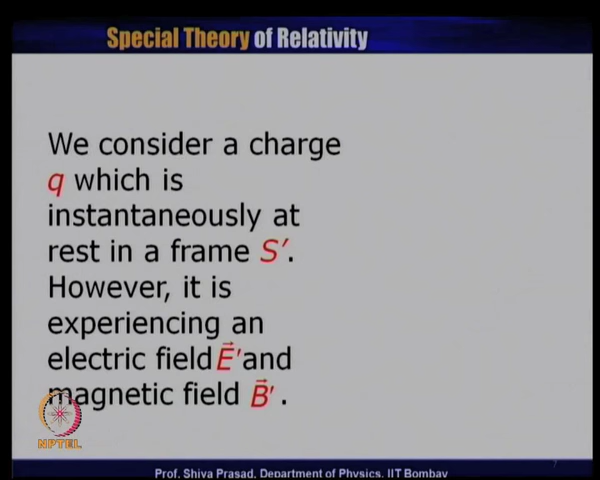 Special Theory of Relativity
We consider a charge
q which is
instantaneously at
rest in a frame S′.
However, it is
experiencing an
electric field E⃗′ and
magnetic field B⃗′ .
NPTEL
Prof. Shiva Prasad, Department of Physics, IIT Bombay
7